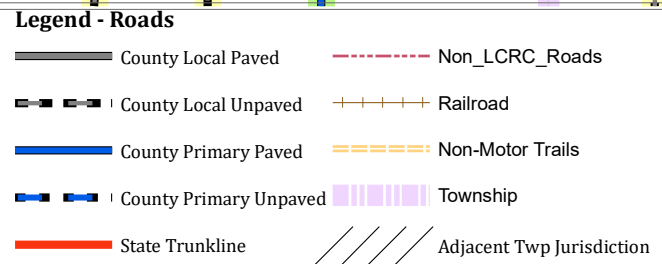 Legend - Roads
County Local Paved
County Local Unpaved
County Primary Paved
County Primary Unpaved
State Trunkline
Non_LCRC_Roads
Railroad
Non-Motor Trails
Township
Adjacent Twp Jurisdiction